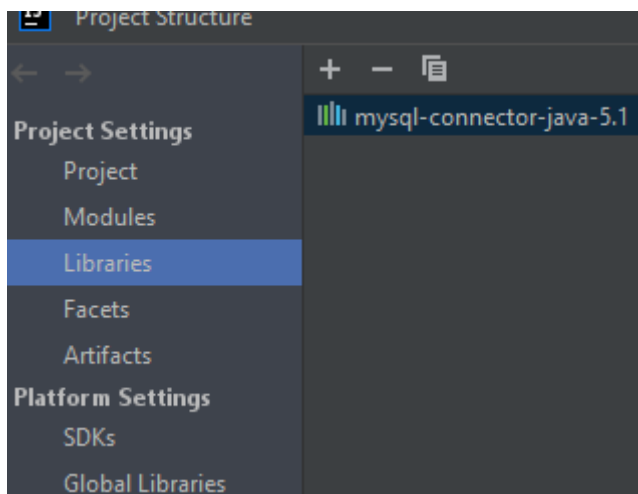 Project Structure
Project Settings
Project
Modules
Libraries
Facets
Artifacts
Platform Settings
SDKs
Global Libraries
mysql-connector-java-5.1